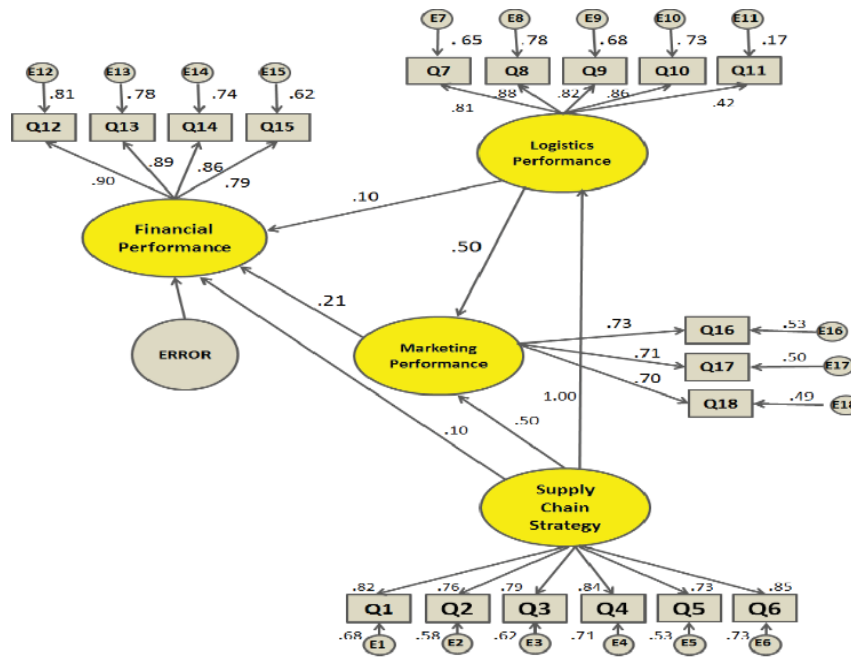 E7 E8 E9 E10 E11
.65 .78 .68 .73 .17
Q7 Q8 Q9 Q10 Q11
.81 .88 .82 .86 .42
E12 E13 E14 E15
.81 .78 .74 .62
Q12 Q13 Q14 Q15
.90 .89 .86 .79
Logistics
Performance
.10
Financial
Performance
.50
.21
ERROR
Marketing
Performance
.73 Q16 .53 E16
.71 Q17 .50 E17
.70 Q18 .49 E18
1.00
.50
.10
Supply
Chain
Strategy
.82 .76 .79 .84 .73 .85
Q1 Q2 Q3 Q4 Q5 Q6
.68 E1 .58 E2 .62 E3 .71 E4 .53 E5 .73 E6